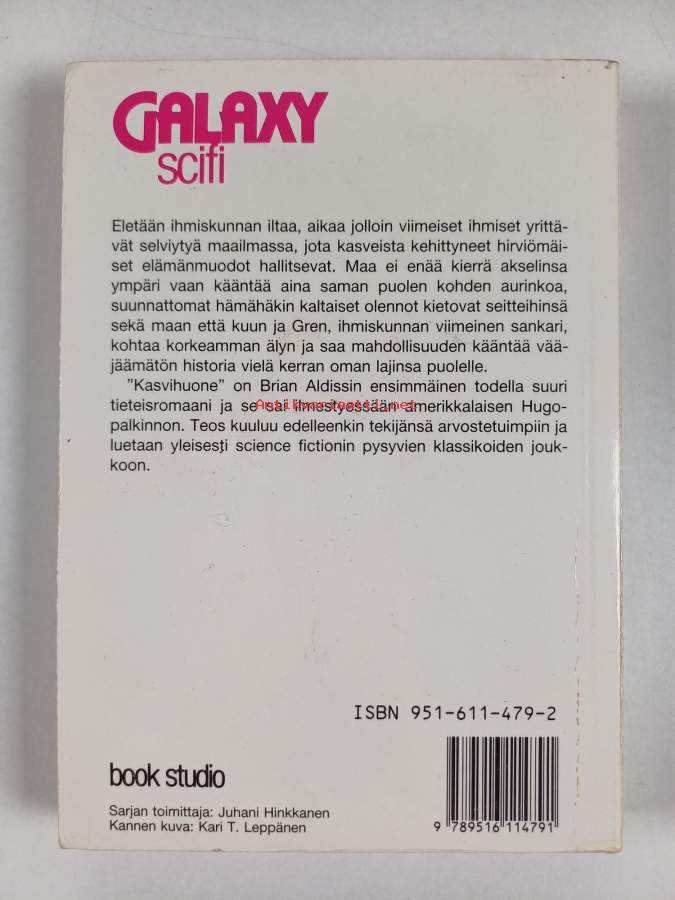 GALAXY
scifi
Eletään ihmiskunnan iltaa, aikaa jolloin viimeiset ihmiset yrittä-
vät selviytyä maailmassa, jota kasveista kehittyneet hirviömäi-
set elämänmuodot hallitsevat. Maa ei enää kierrä akselinsa
ympäri vaan kääntää aina saman puolen kohden aurinkoa,
suunnattomat hämähäkin kaltaiset olennot kietovat seitteihinsä
sekä maan että kuun ja Gren, ihmiskunnan viimeinen sankari,
kohtaa korkeamman älyn ja saa mahdollisuuden kääntää vää-
jäämätön historia vielä kerran oman lajinsa puolelle.
"Kasvihuone" on Brian Aldissin ensimmäinen todella suuri
tieteisromaani ja se sai ilmestyessään amerikkalaisen Hugo-
palkinnon. Teos kuuluu edelleenkin tekijänsä arvostetuimpiin ja
luetaan yleisesti science fictionin pysyvien klassikoiden jouk-
koon.
Antikvariaatti.net
ISBN 951-611-479-2
book studio
Sarjan toimittaja: Juhani Hinkkanen
Kannen kuva: Kari T. Leppänen
9 789516 114791